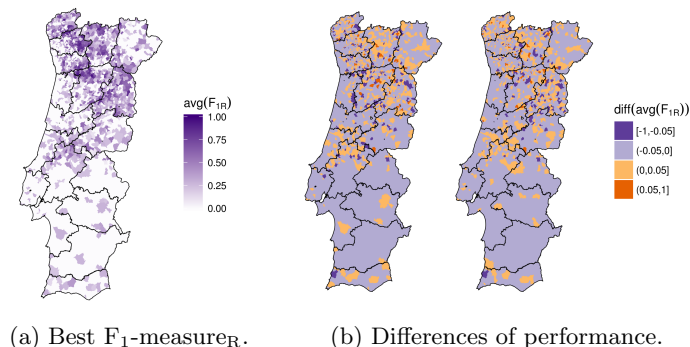 avg(F1R)
1.00
0.75
0.50
0.25
0.00
diff(avg(F1R))
[-1,-0.05]
(-0.05,0]
(0,0.05]
(0.05,1]
(a) Best F1-measureR.
(b) Differences of performance.